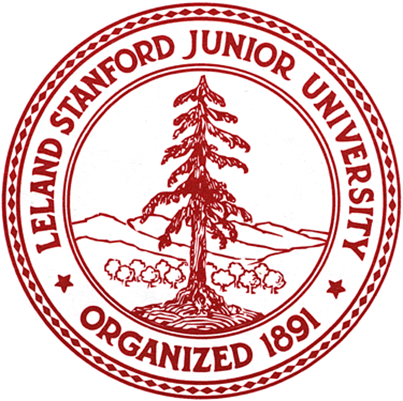 LELAND STANFORD JUNIOR UNIVERSITY
ORGANIZED 1891